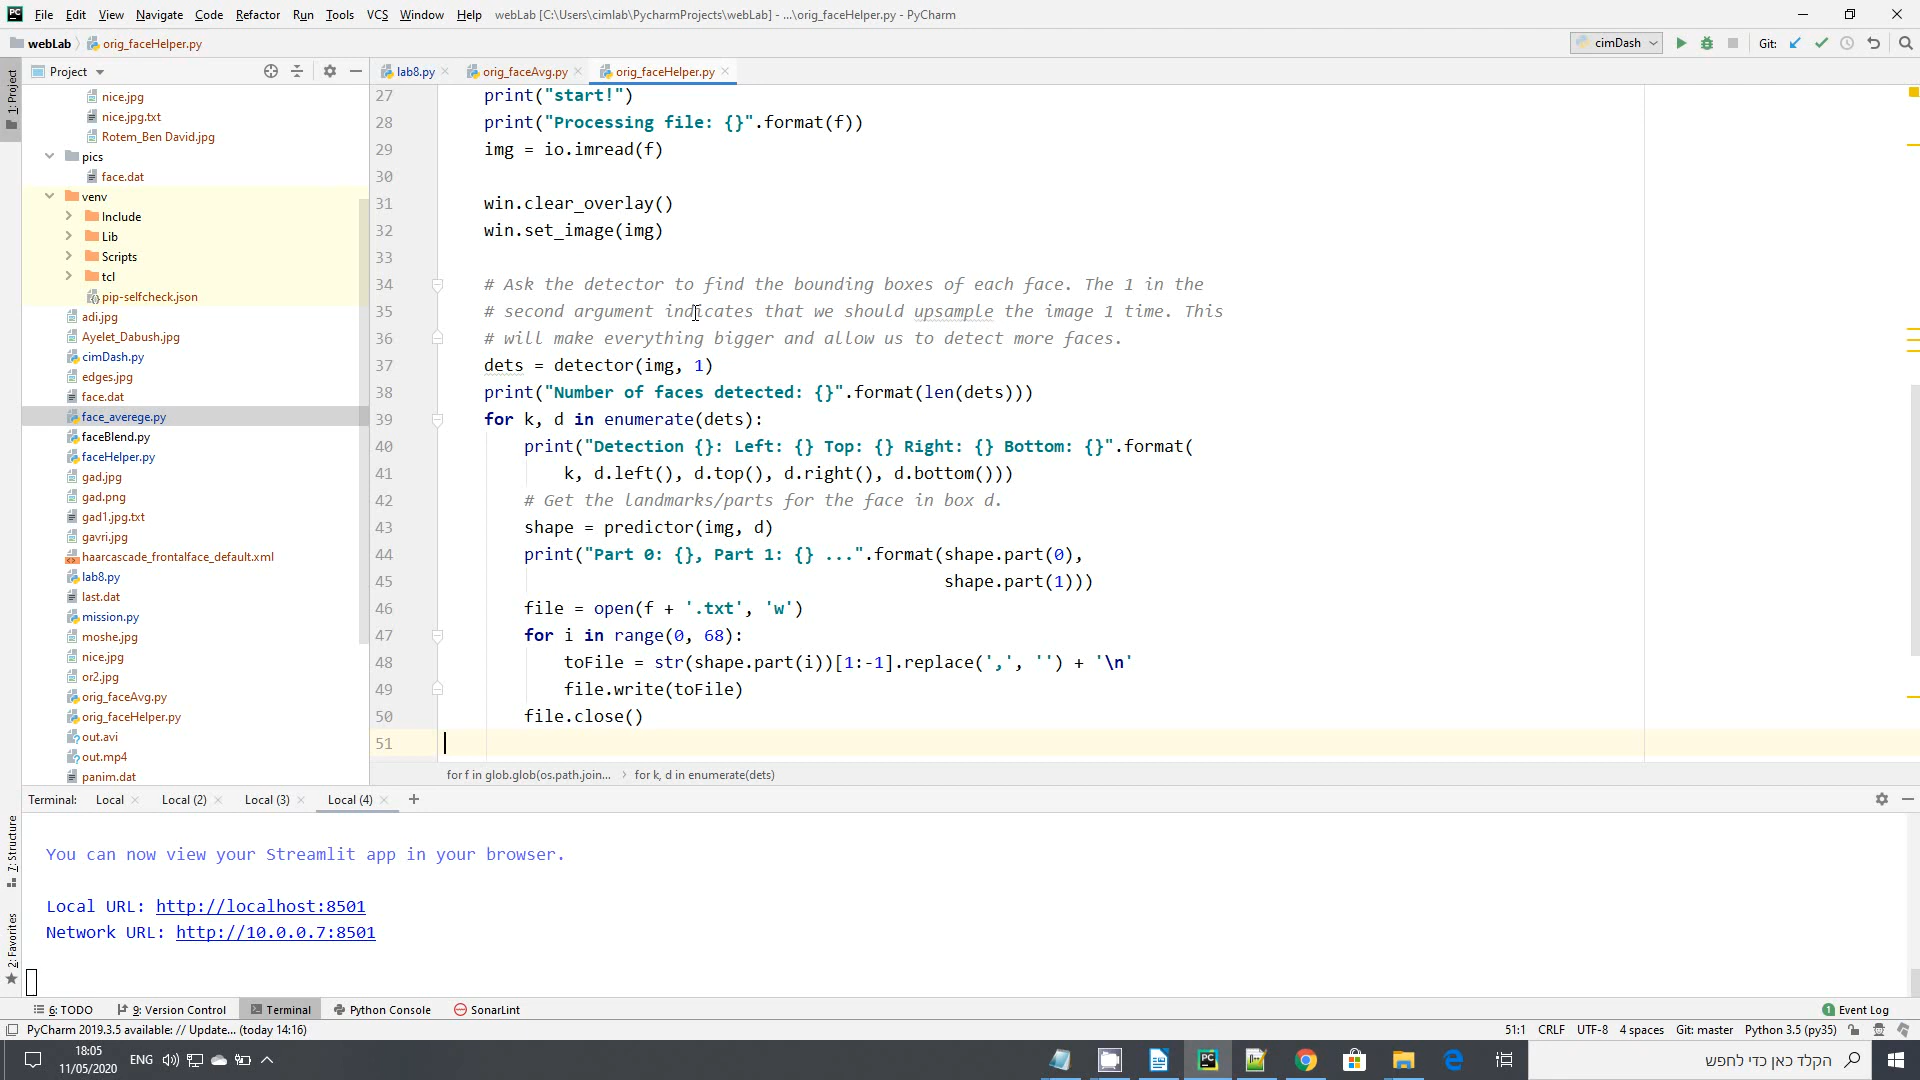 File Edit View Navigate Code Refactor Run Tools VCS Window Help webLab [C:\Users\cimlab\PycharmProjects\webLab] - ...\orig_faceHelper.py - PyCharm
webLab orig_faceHelper.py cimDash Git:
1: Project
Project
lab8.py orig_faceAvg.py orig_faceHelper.py
nice.jpg
nice.jpg.txt
Rotem_Ben David.jpg
pics
face.dat
venv
Include
Lib
Scripts
tcl
pip-selfcheck.json
adi.jpg
Ayelet_Dabush.jpg
cimDash.py
edges.jpg
face.dat
face_averege.py
faceBlend.py
faceHelper.py
gad.jpg
gad.png
gad1.jpg.txt
gavri.jpg
haarcascade_frontalface_default.xml
lab8.py
last.dat
mission.py
moshe.jpg
nice.jpg
or2.jpg
orig_faceAvg.py
orig_faceHelper.py
out.avi
out.mp4
panim.dat
27 print("start!")
28 print("Processing file: {}".format(f))
29 img = io.imread(f)
30
31 win.clear_overlay()
32 win.set_image(img)
33
34 # Ask the detector to find the bounding boxes of each face. The 1 in the
35 # second argument indicates that we should upsample the image 1 time. This
36 # will make everything bigger and allow us to detect more faces.
37 dets = detector(img, 1)
38 print("Number of faces detected: {}".format(len(dets)))
39 for k, d in enumerate(dets):
40 print("Detection {}: Left: {} Top: {} Right: {} Bottom: {}".format(
41 k, d.left(), d.top(), d.right(), d.bottom()))
42 # Get the landmarks/parts for the face in box d.
43 shape = predictor(img, d)
44 print("Part 0: {}, Part 1: {} ...".format(shape.part(0),
45 shape.part(1)))
46 file = open(f + '.txt', 'w')
47 for i in range(0, 68):
48 toFile = str(shape.part(i))[1:-1].replace(',', '') + '\n'
49 file.write(toFile)
50 file.close()
51
for f in glob.glob(os.path.join... for k, d in enumerate(dets)
Terminal: Local Local (2) Local (3) Local (4)
7: Structure
2: Favorites
You can now view your Streamlit app in your browser.
Local URL: http://localhost:8501
Network URL: http://10.0.0.7:8501
6: TODO 9: Version Control Terminal Python Console SonarLint 1 Event Log
PyCharm 2019.3.5 available: // Update... (today 14:16) 51:1 CRLF UTF-8 4 spaces Git: master Python 3.5 (py35)
18:05
11/05/2020
ENG
הקלד כאן כדי לחפש